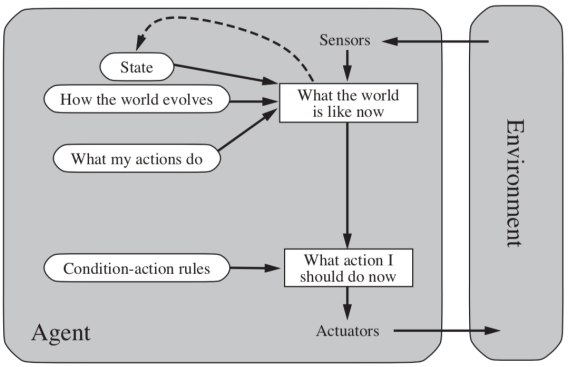 Sensors
State
How the world evolves
What the world
is like now
What my actions do
Environment
Condition-action rules
What action I
should do now
Agent
Actuators